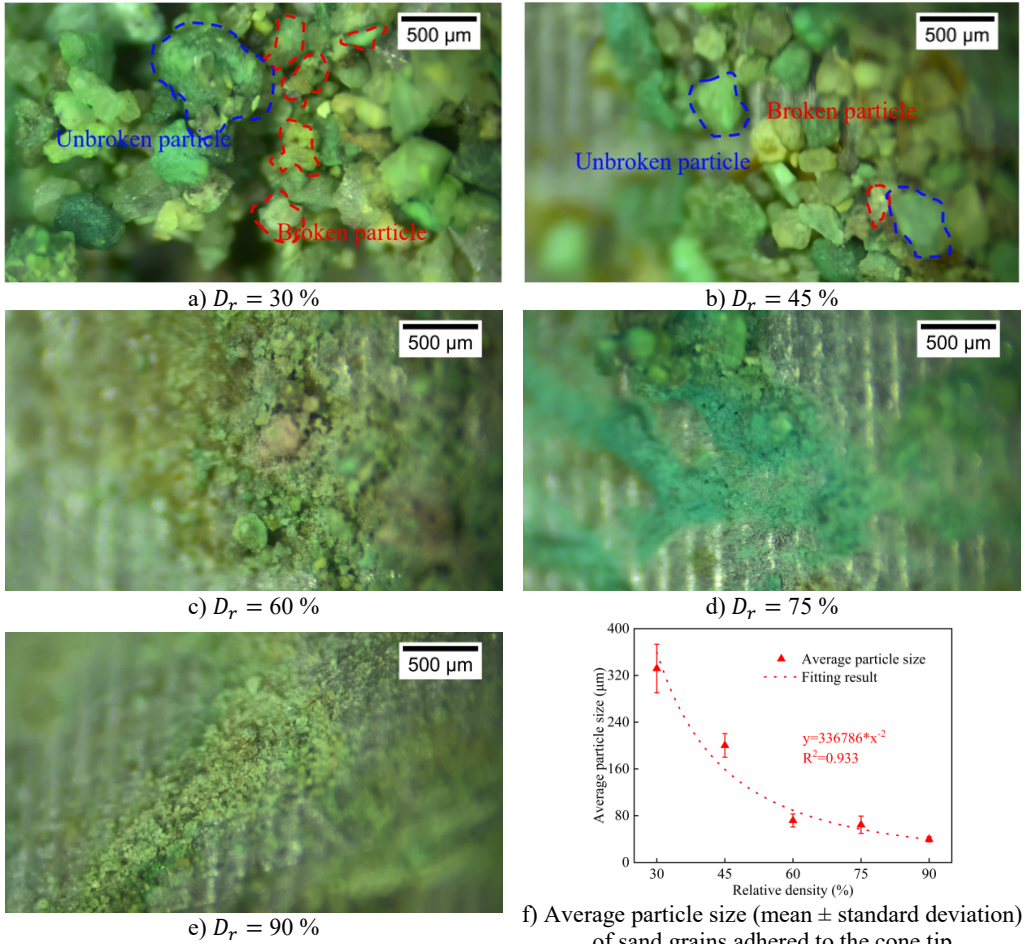 500 µm
Unbroken particle
Broken particle
a) Dᵣ = 30 %
500 µm
Broken particle
Unbroken particle
b) Dᵣ = 45 %
500 µm
c) Dᵣ = 60 %
500 µm
d) Dᵣ = 75 %
500 µm
e) Dᵣ = 90 %
Average particle size (µm)
400
320
240
160
80
0
Average particle size
Fitting result
y=336786*x⁻²
R²=0.933
30 45 60 75 90
Relative density (%)
f) Average particle size (mean ± standard deviation)
of sand grains adhered to the cone tip